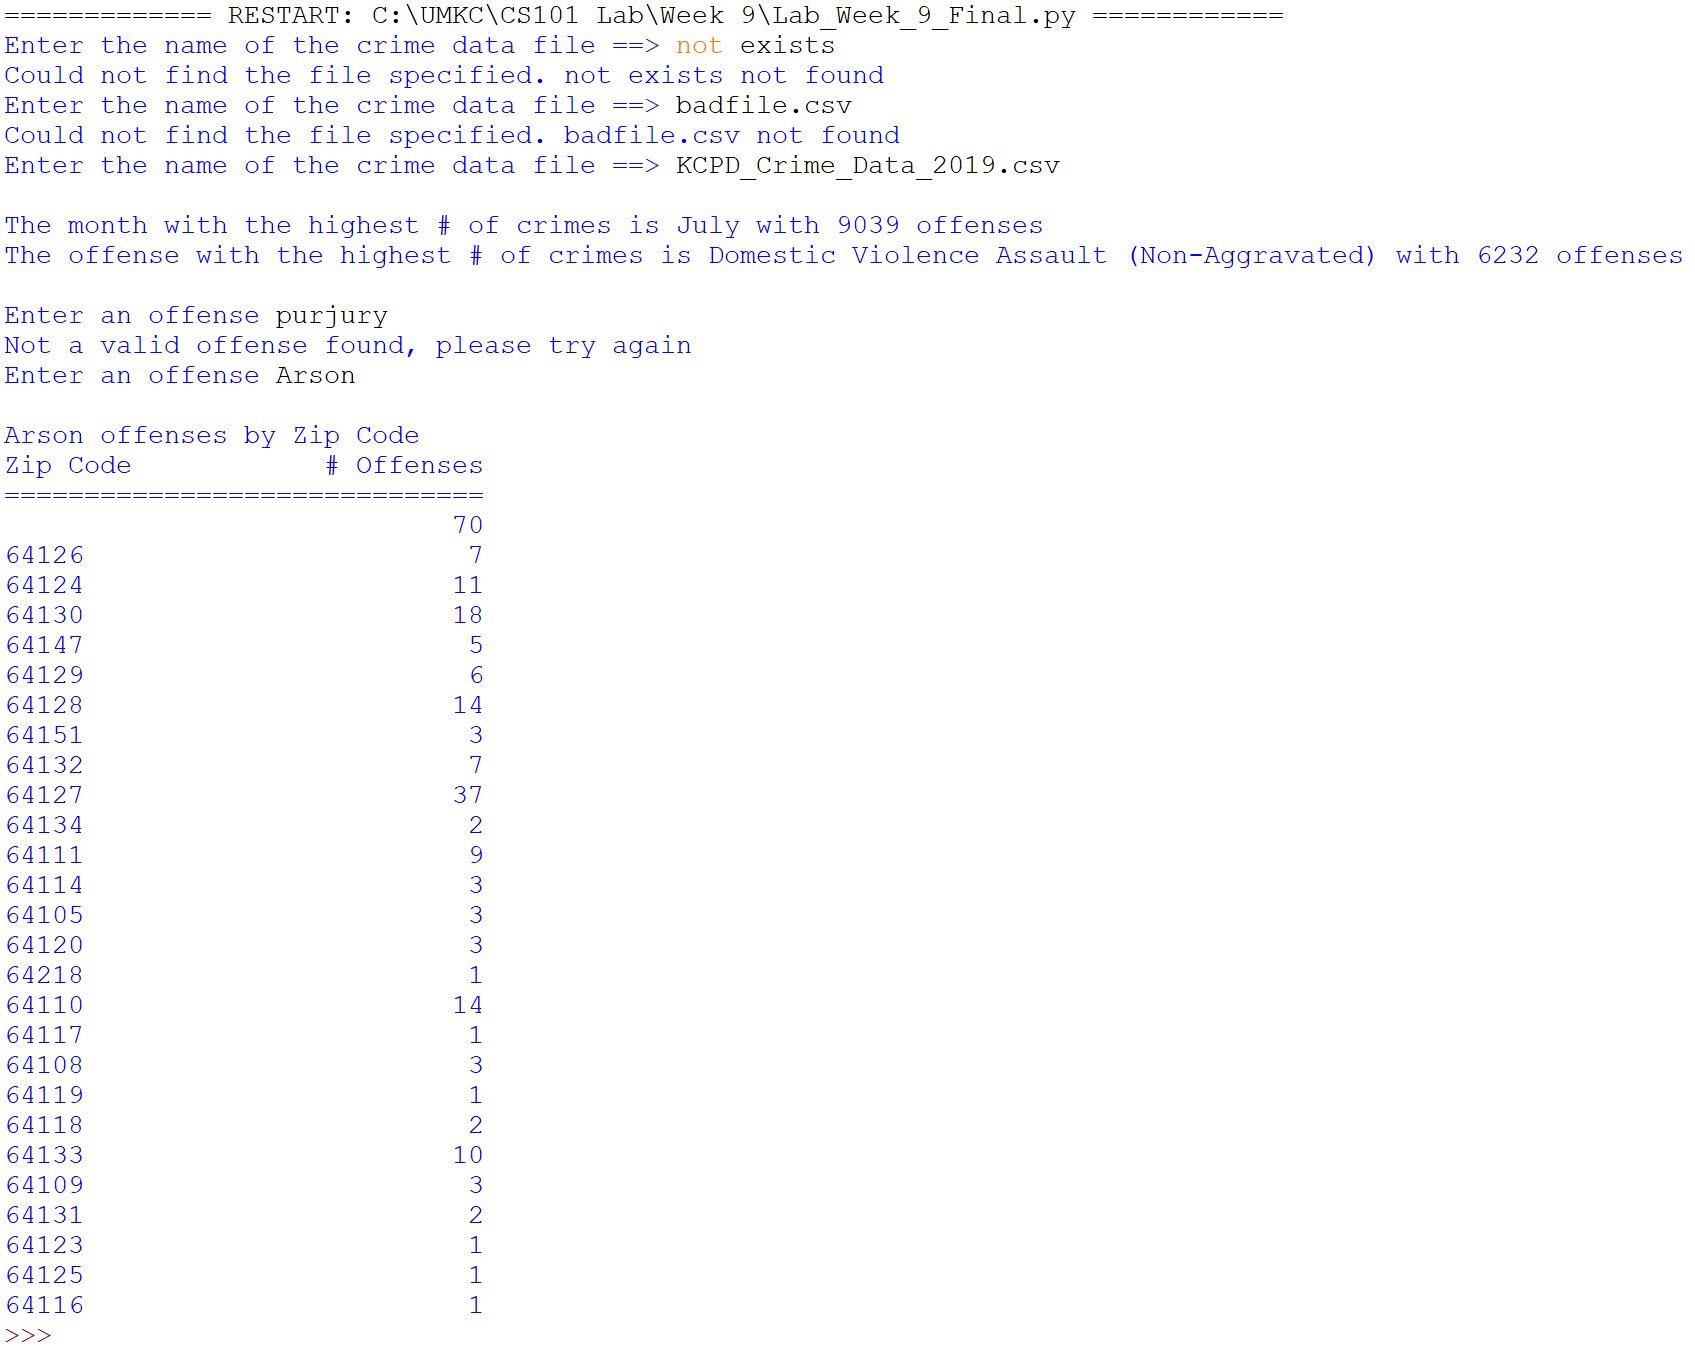 ============= RESTART: C:\UMKC\CS101 Lab\Week 9\Lab_Week_9_Final.py ============
Enter the name of the crime data file ==> not exists
Could not find the file specified. not exists not found
Enter the name of the crime data file ==> badfile.csv
Could not find the file specified. badfile.csv not found
Enter the name of the crime data file ==> KCPD_Crime_Data_2019.csv
The month with the highest # of crimes is July with 9039 offenses
The offense with the highest # of crimes is Domestic Violence Assault (Non-Aggravated) with 6232 offenses
Enter an offense purjury
Not a valid offense found, please try again
Enter an offense Arson
Arson offenses by Zip Code
Zip Code            # Offenses
==============================
                            70
64126                        7
64124                       11
64130                       18
64147                        5
64129                        6
64128                       14
64151                        3
64132                        7
64127                       37
64134                        2
64111                        9
64114                        3
64105                        3
64120                        3
64218                        1
64110                       14
64117                        1
64108                        3
64119                        1
64118                        2
64133                       10
64109                        3
64131                        2
64123                        1
64125                        1
64116                        1
>>>